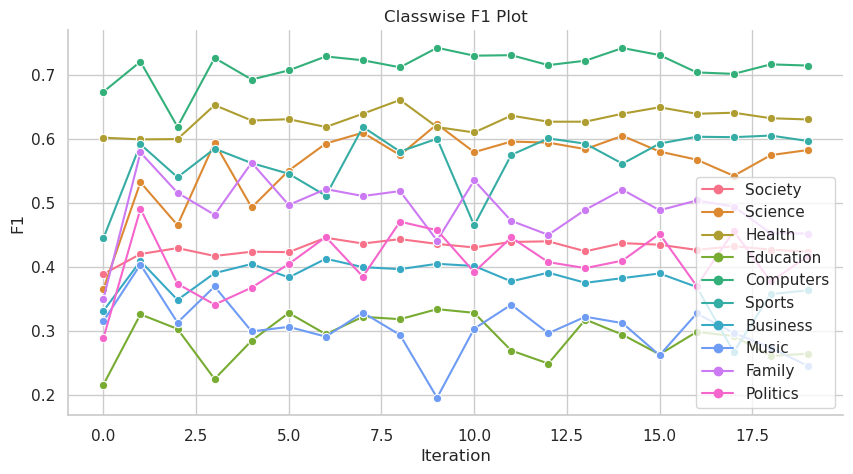 Classwise F1 Plot
F1
0.7
0.6
0.5
0.4
0.3
0.2
0.0
2.5
5.0
7.5
10.0
12.5
15.0
17.5
Iteration
Society
Science
Health
Education
Computers
Sports
Business
Music
Family
Politics